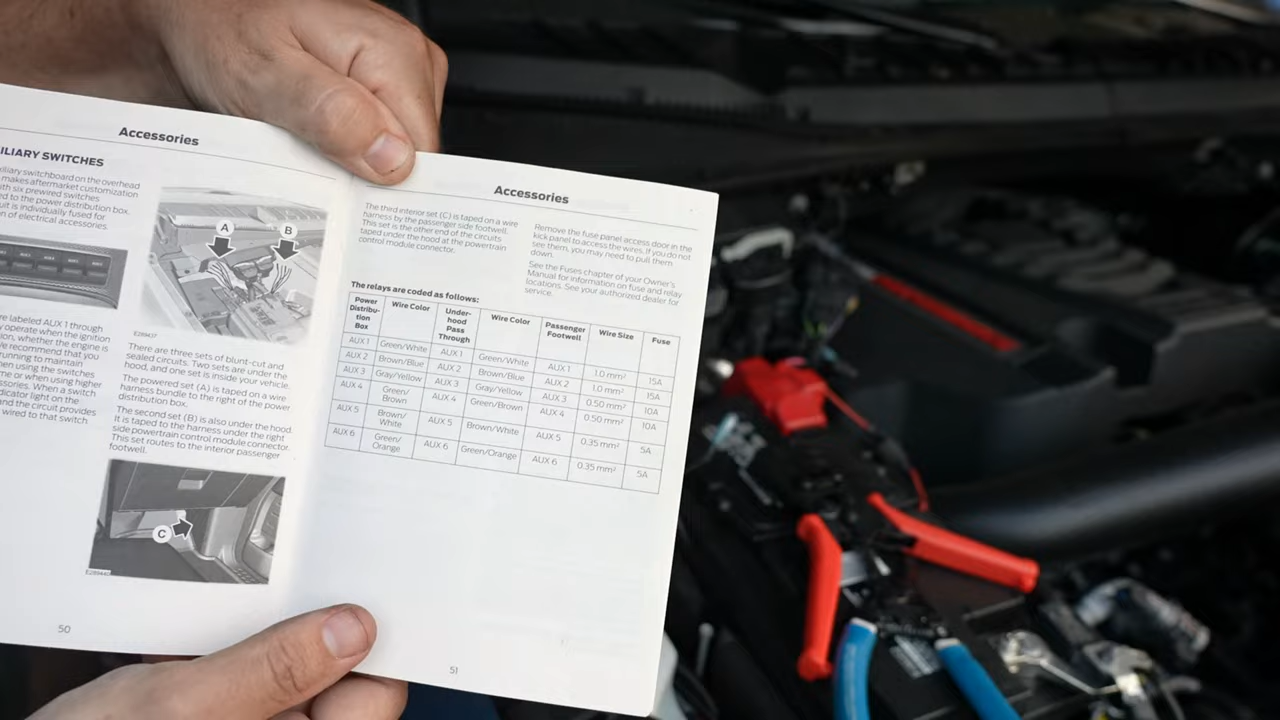 Accessories
ILIARY SWITCHES
iliary switchboard on the overhead
makes aftermarket customization
th six prewired switches
ed to the power distribution box.
uit is individually fused for
n of electrical accessories.
re labeled AUX 1 through
y operate when the ignition
ion, whether the engine is
We recommend that you
running to maintain
hen using the switches
me or when using higher
ssories. When a switch
dicator light on the
and the circuit provides
wired to that switch
A
B
E299437
There are three sets of blunt-cut and
sealed circuits. Two sets are under the
hood, and one set is inside your vehicle.
The powered set (A) is taped on a wire
harness bundle to the right of the power
distribution box.
The second set (B) is also under the hood.
It is taped to the harness under the right
side powertrain control module connector.
This set routes to the interior passenger
footwell.
C
50
Accessories
The third interior set (C) is taped on a wire
harness by the passenger side footwell.
This set is the other end of the circuits
taped under the hood at the powertrain
control module connector.
Remove the fuse panel access door in the
kick panel to access the wires. If you do not
see them, you may need to pull them
down.
See the Fuses chapter of your Owner's
Manual for information on fuse and relay
locations. See your authorized dealer for
service.
The relays are coded as follows:
Power Distribu-tion Box Wire Color Under-hood Pass Through Wire Color Passenger Footwell Wire Size Fuse
AUX 1 Green/White AUX 1 Green/White AUX 1 1.0 mm² 15A
AUX 2 Brown/Blue AUX 2 Brown/Blue AUX 2 1.0 mm² 15A
AUX 3 Gray/Yellow AUX 3 Gray/Yellow AUX 3 0.50 mm² 10A
AUX 4 Green/Brown AUX 4 Green/Brown AUX 4 0.50 mm² 10A
AUX 5 Brown/White AUX 5 Brown/White AUX 5 0.35 mm² 5A
AUX 6 Green/Orange AUX 6 Green/Orange AUX 6 0.35 mm² 5A
51